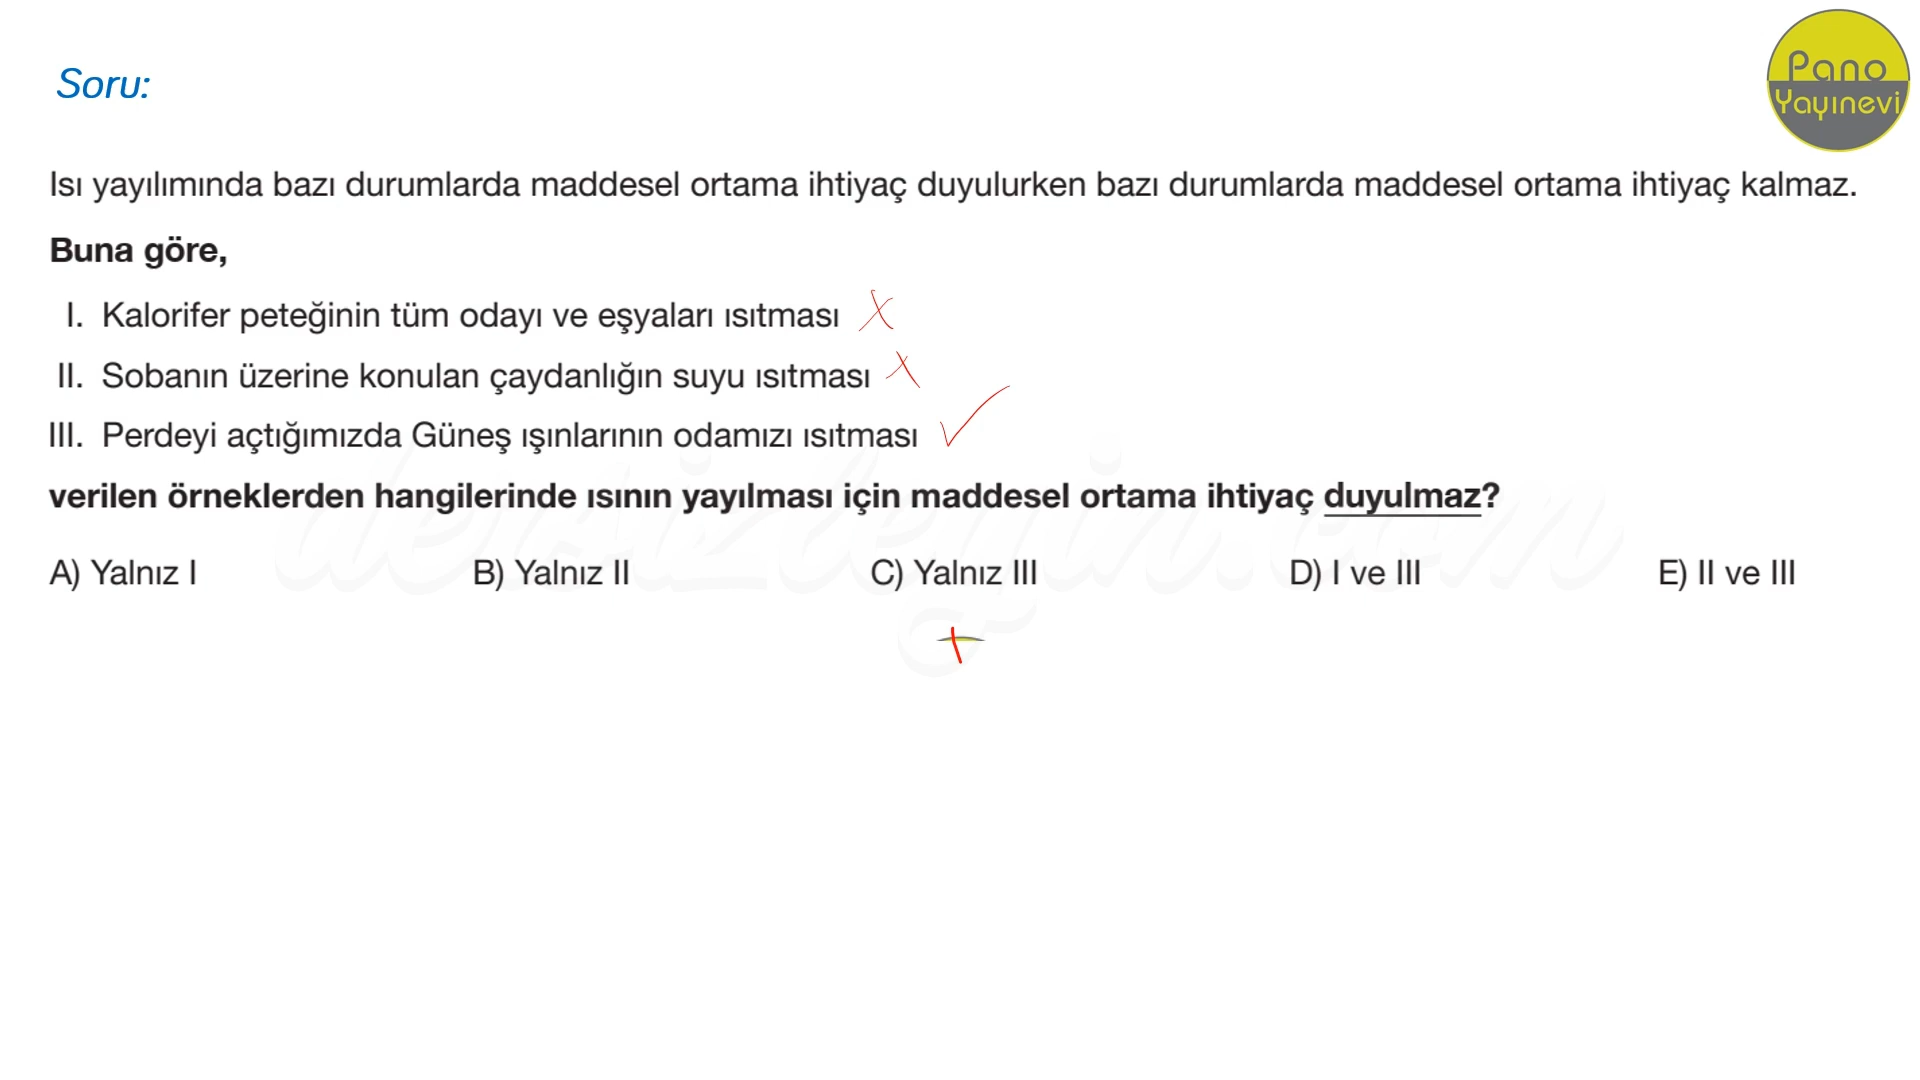 Soru:
Pano
Yayınevi
Isı yayılımında bazı durumlarda maddesel ortama ihtiyaç duyulurken bazı durumlarda maddesel ortama ihtiyaç kalmaz.
Buna göre,
I. Kalorifer peteğinin tüm odayı ve eşyaları ısıtması
II. Sobanın üzerine konulan çaydanlığın suyu ısıtması
III. Perdeyi açtığımızda Güneş ışınlarının odamızı ısıtması
verilen örneklerden hangilerinde ısının yayılması için maddesel ortama ihtiyaç duyulmaz?
A) Yalnız I B) Yalnız II C) Yalnız III D) I ve III E) II ve III
dersizleyin.com